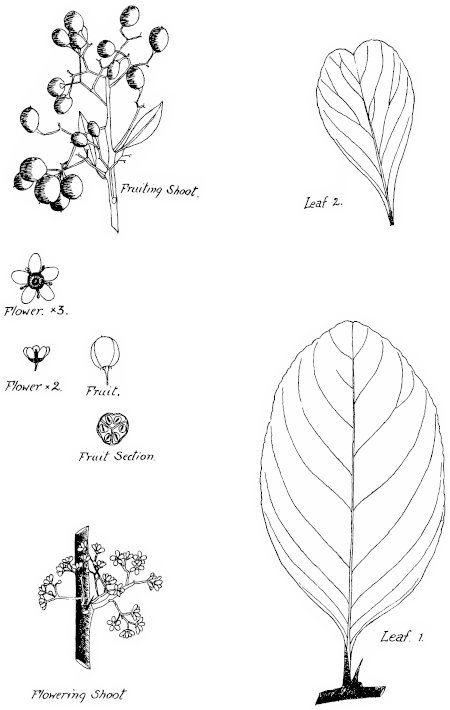 Fruiting Shoot.
Leaf 2.
Flower. ×3.
Flower ×2.
Fruit.
Fruit Section.
Leaf 1.
Flowering Shoot